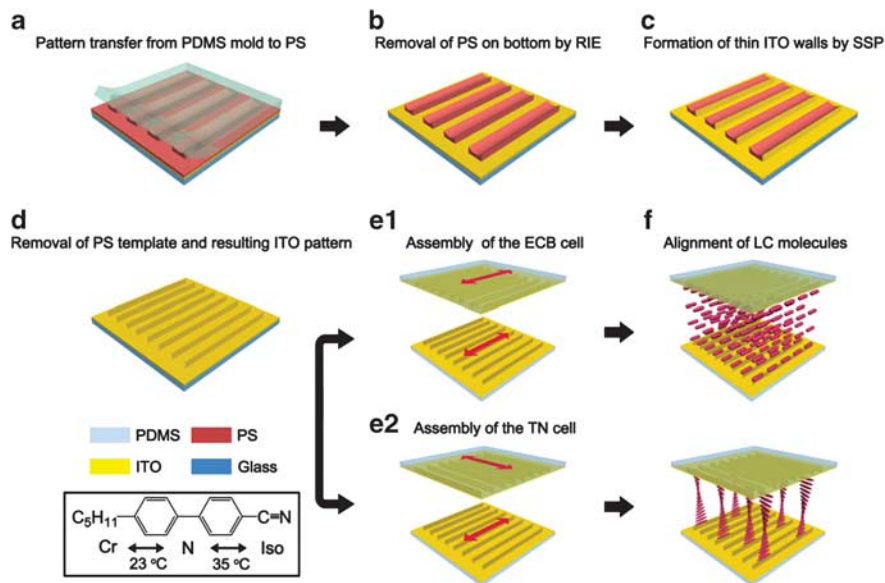 a
Pattern transfer from PDMS mold to PS
b
Removal of PS on bottom by RIE
c
Formation of thin ITO walls by SSP
d
Removal of PS template and resulting ITO pattern
e1
Assembly of the ECB cell
f
Alignment of LC molecules
PDMS
PS
ITO
Glass
C5H11
C=N
Cr
N
Iso
23 ºC
35 ºC
e2
Assembly of the TN cell